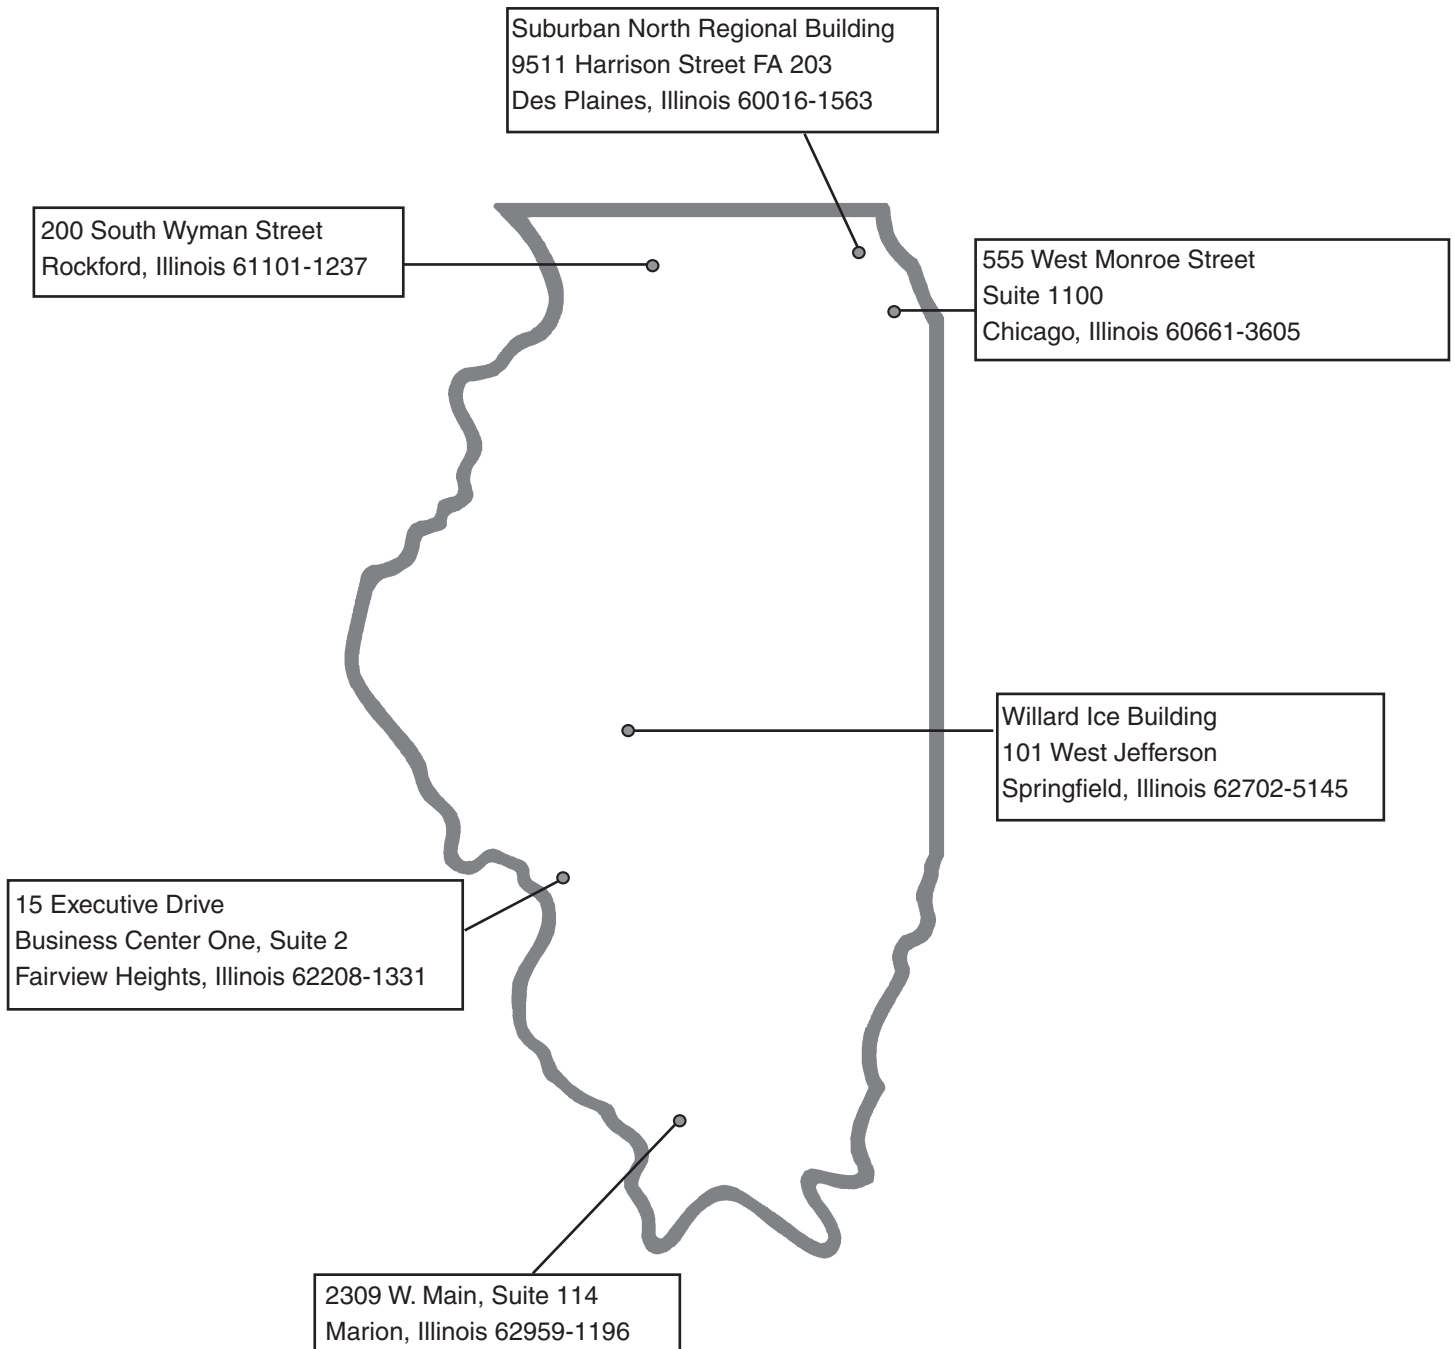 Suburban North Regional Building
9511 Harrison Street FA 203
Des Plaines, Illinois 60016-1563
200 South Wyman Street
Rockford, Illinois 61101-1237
555 West Monroe Street
Suite 1100
Chicago, Illinois 60661-3605
Willard Ice Building
101 West Jefferson
Springfield, Illinois 62702-5145
15 Executive Drive
Business Center One, Suite 2
Fairview Heights, Illinois 62208-1331
2309 W. Main, Suite 114
Marion, Illinois 62959-1196